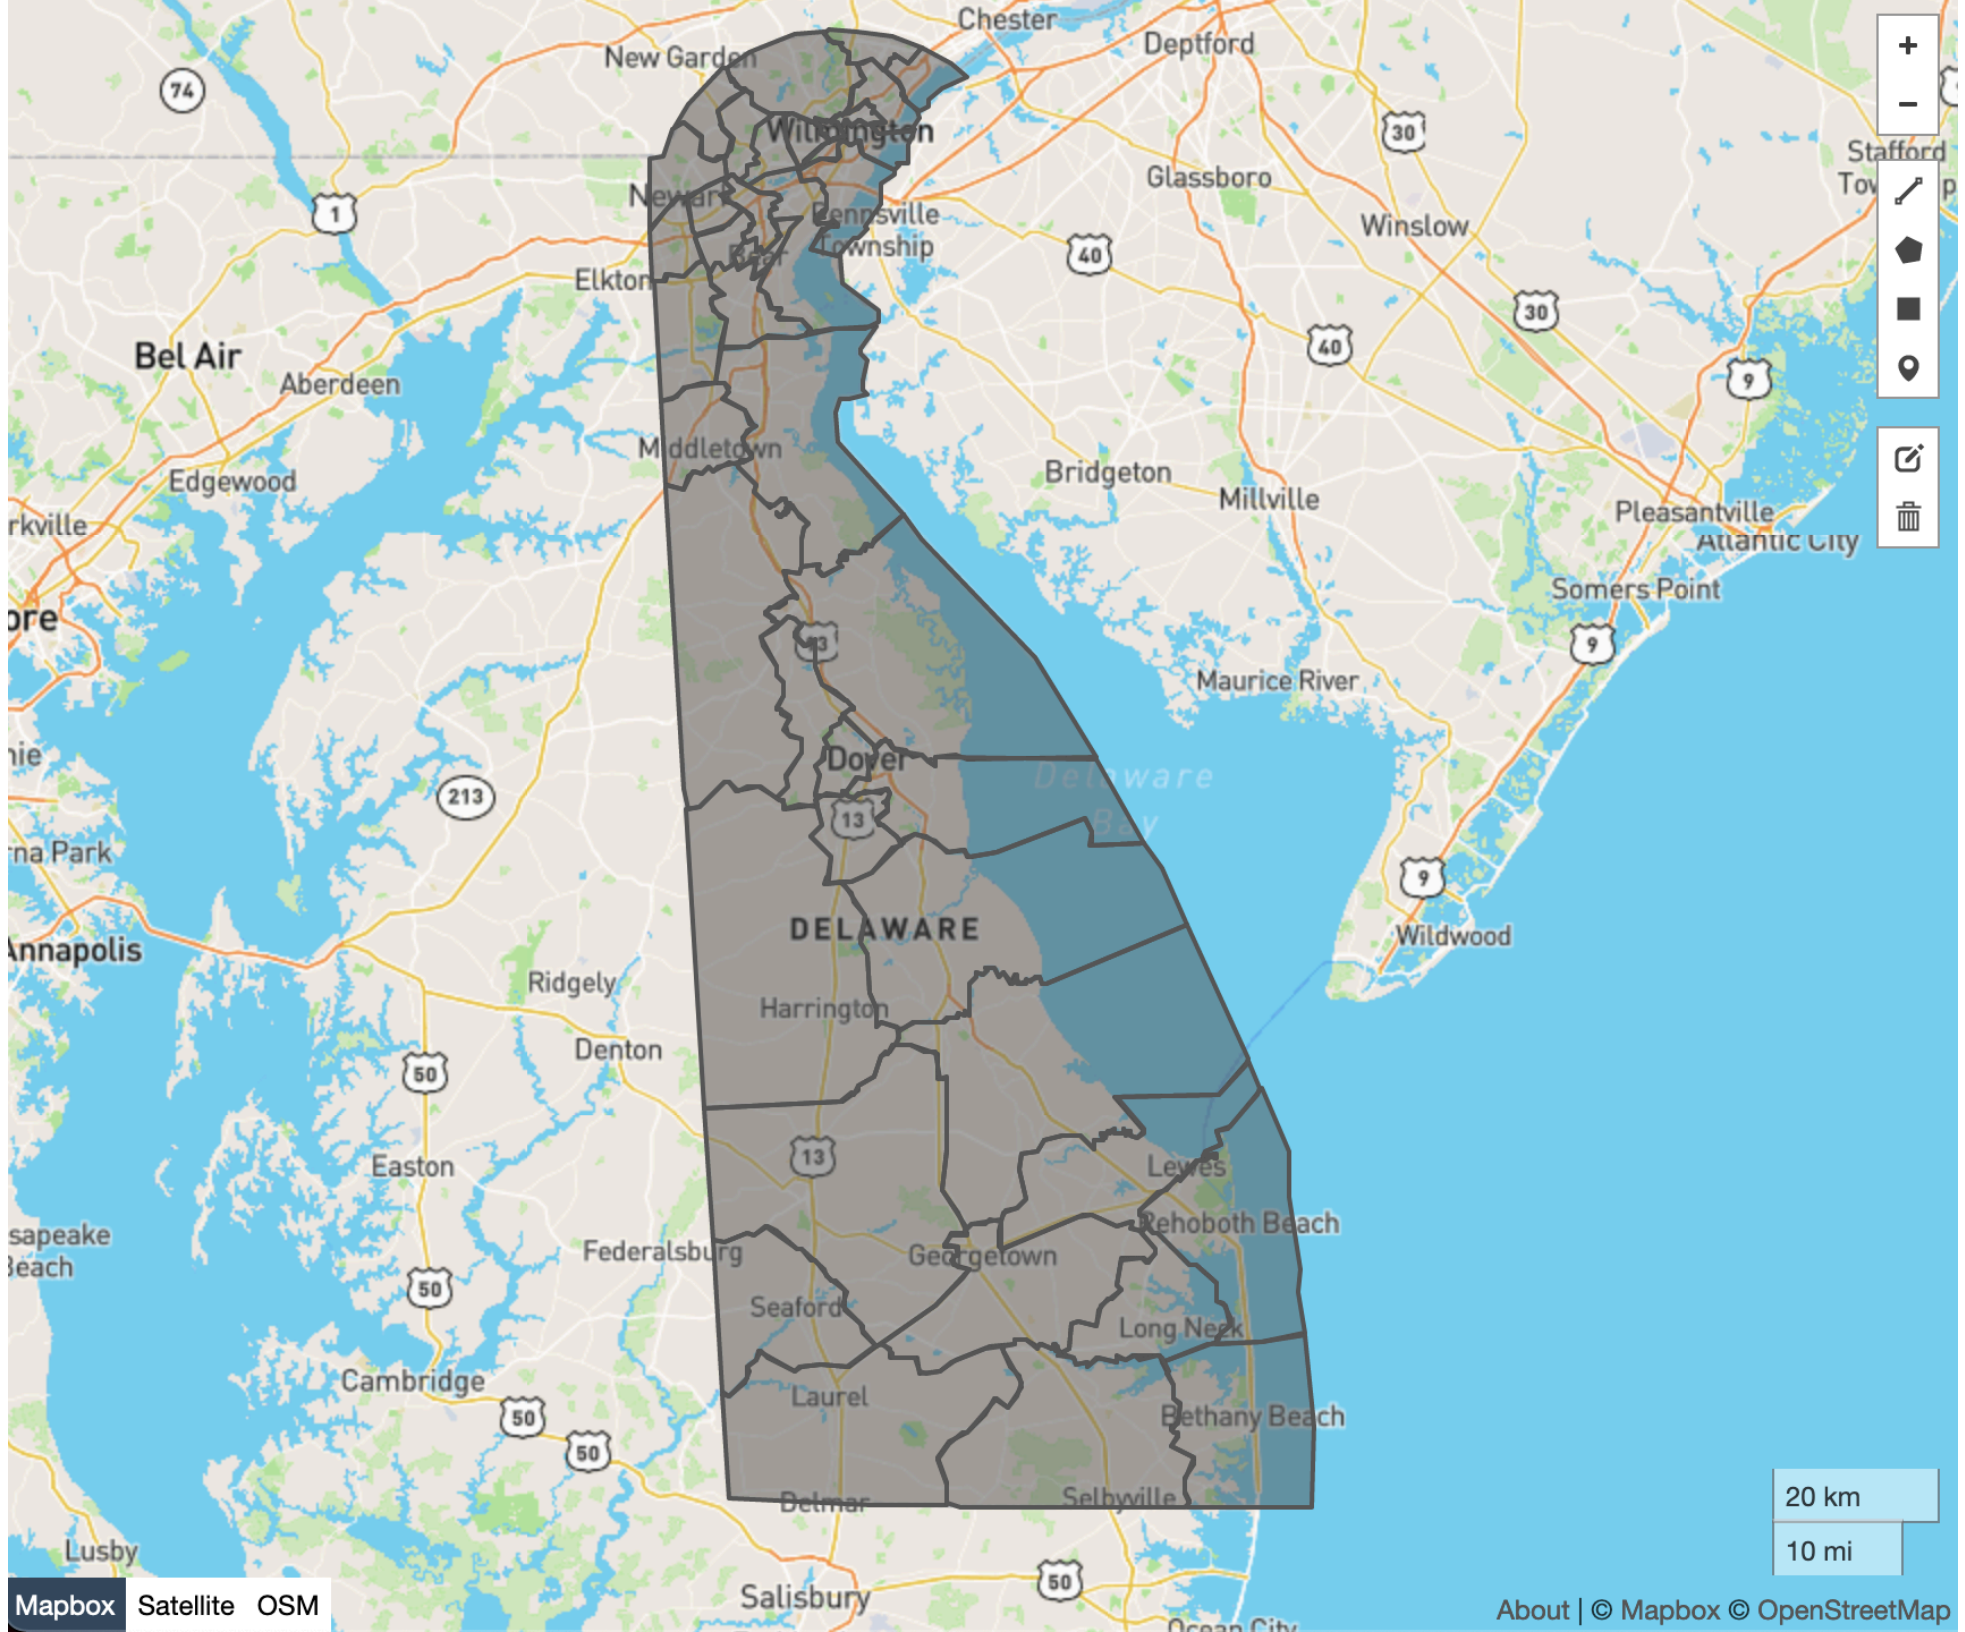 Chester
New Garden
Deptford
+
74
−
Wilmington
30
Stafford
Glassboro
Newark
1
Pennsville
Township
Winslow
40
Bear
Elkton
30
40
Bel Air
Aberdeen
9
Middletown
Bridgeton
Edgewood
Millville
Pleasantville
rkville
Atlantic City
Somers Point
ore
13
9
Maurice River
nie
Dover
Delaware
Bay
213
13
na Park
9
DELAWARE
Wildwood
Annapolis
Ridgely
Harrington
Denton
50
13
Easton
Lewes
Rehoboth Beach
sapeake
Beach
Federalsburg
Georgetown
50
Seaford
Long Neck
Cambridge
Laurel
50
Bethany Beach
50
Selbyville
Delmar
20 km
10 mi
Lusby
50
Salisbury
Mapbox Satellite OSM
About | © Mapbox © OpenStreetMap
Ocean City